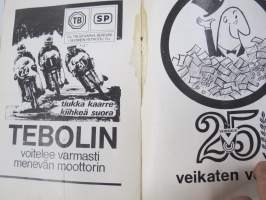 TB
SP
tiukka kaarre
kiihkeä suora
TEBOLIN
voitelee varmasti
menevän moottorin
25
veikaten